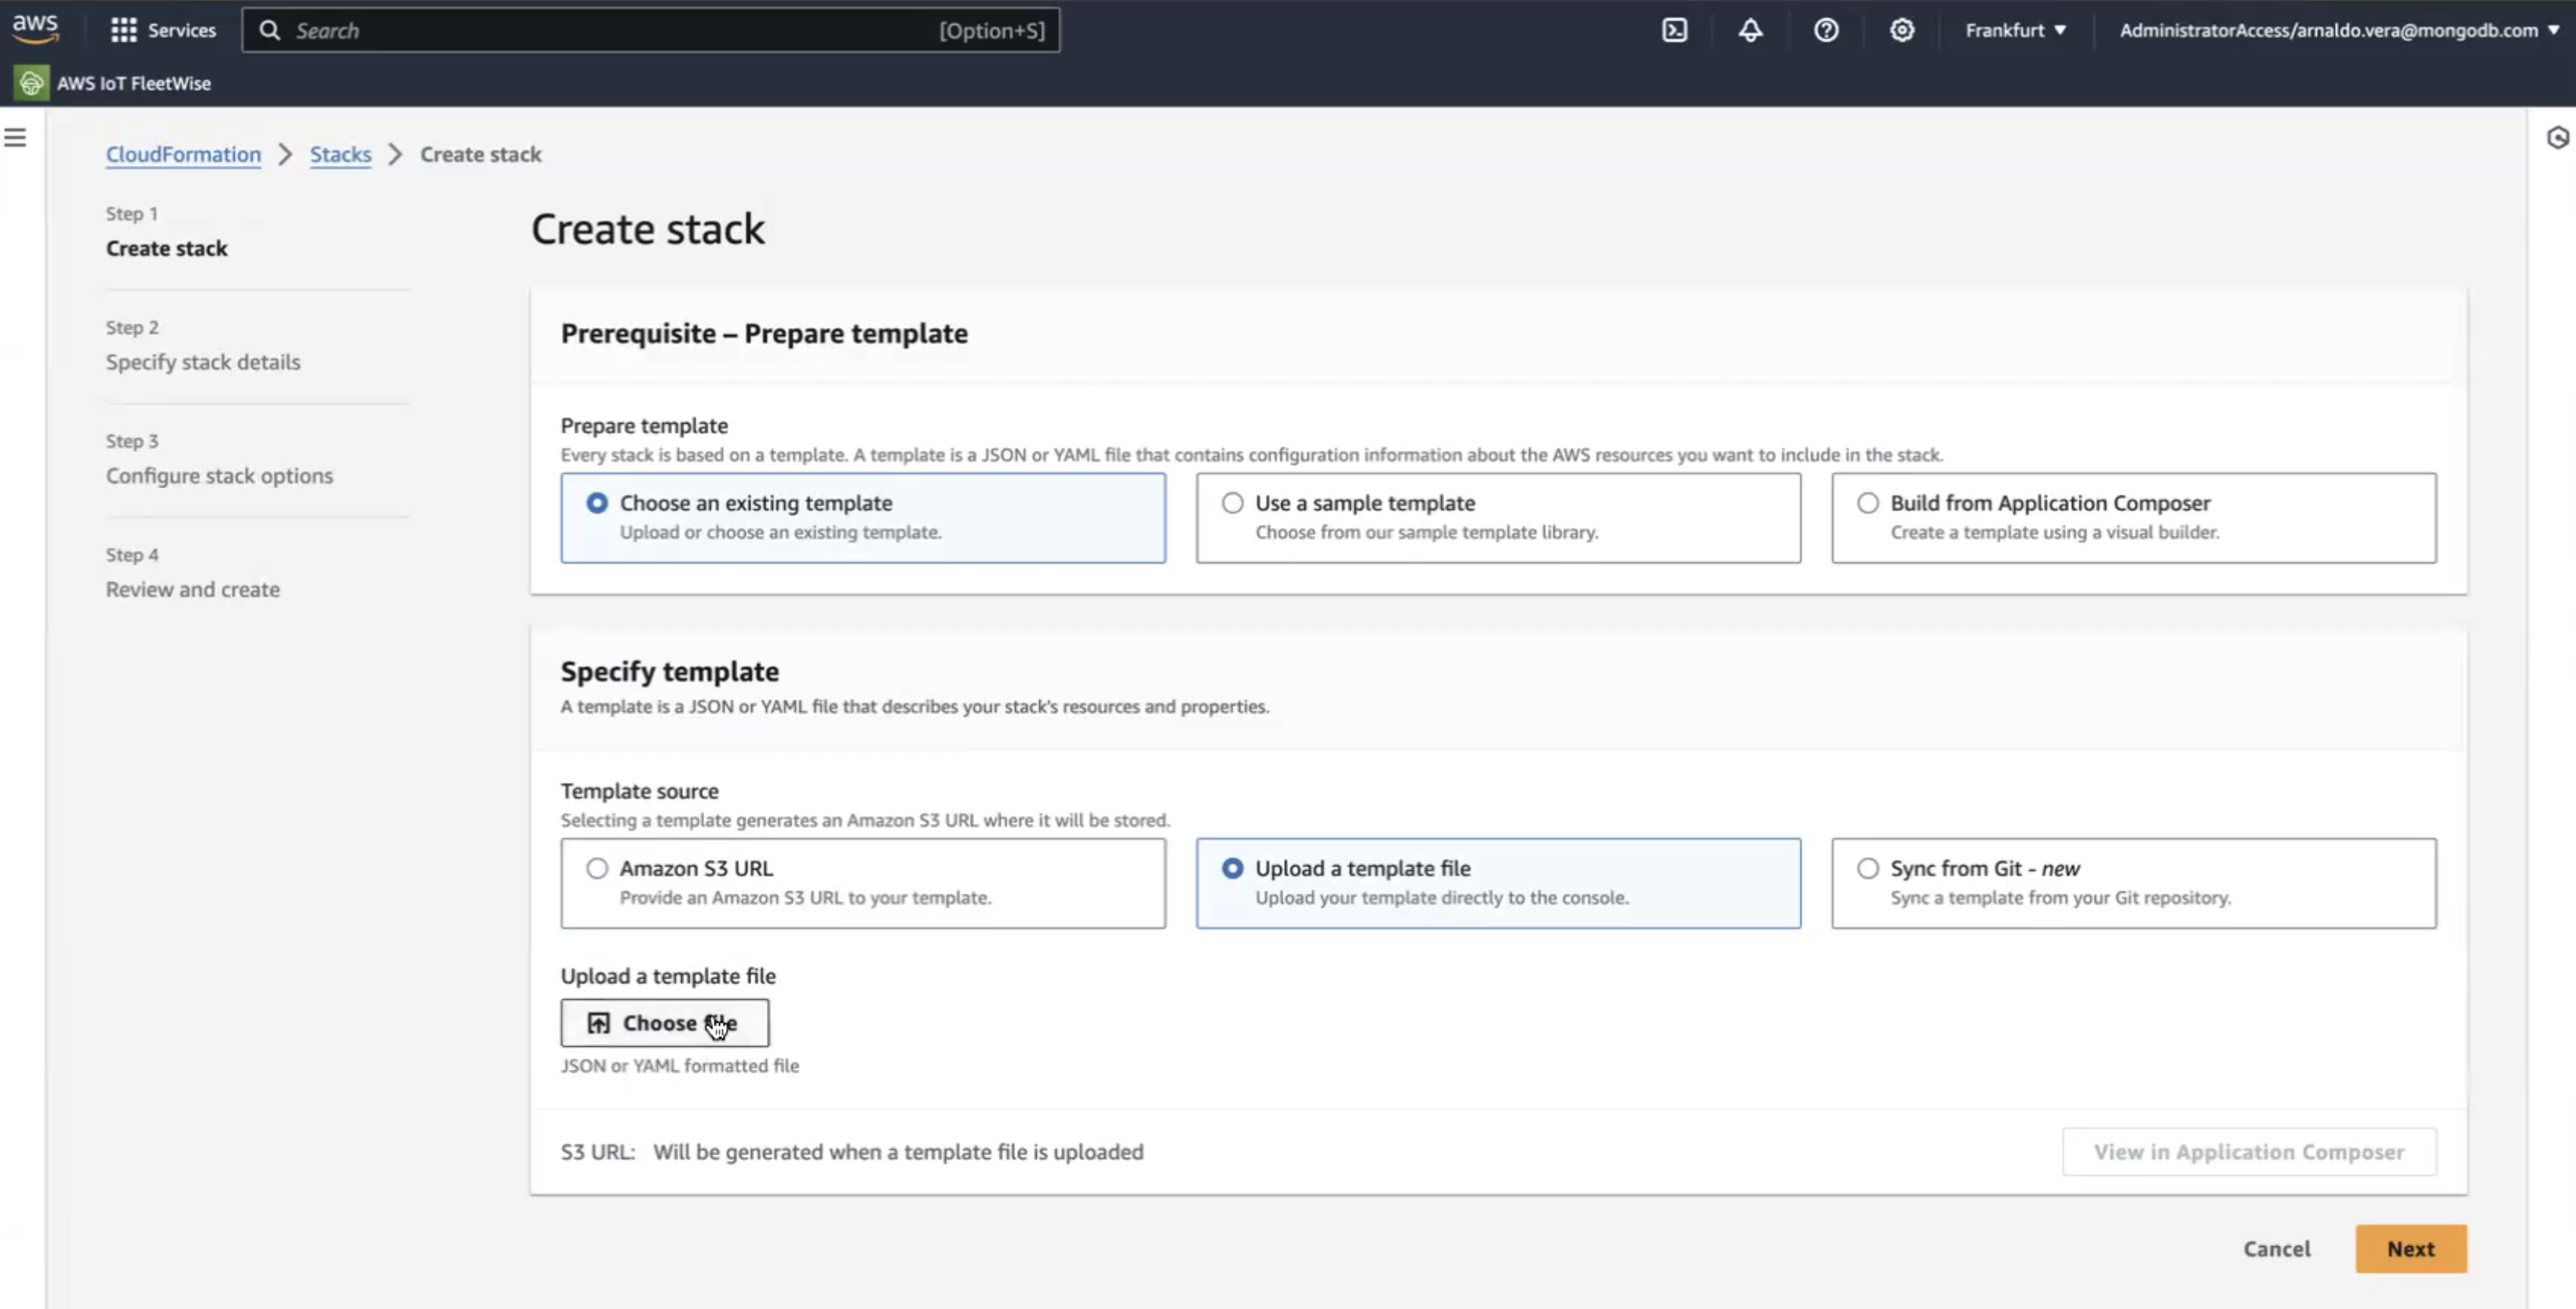 aws
Services
Search
[Option+S]
Frankfurt
AdministratorAccess/arnaldo.vera@mongodb.com
AWS IoT FleetWise
CloudFormation
Stacks
Create stack
Step 1
Create stack
Step 2
Specify stack details
Step 3
Configure stack options
Step 4
Review and create
Create stack
Prerequisite – Prepare template
Prepare template
Every stack is based on a template. A template is a JSON or YAML file that contains configuration information about the AWS resources you want to include in the stack.
Choose an existing template
Upload or choose an existing template.
Use a sample template
Choose from our sample template library.
Build from Application Composer
Create a template using a visual builder.
Specify template
A template is a JSON or YAML file that describes your stack's resources and properties.
Template source
Selecting a template generates an Amazon S3 URL where it will be stored.
Amazon S3 URL
Provide an Amazon S3 URL to your template.
Upload a template file
Upload your template directly to the console.
Sync from Git - new
Sync a template from your Git repository.
Upload a template file
Choose file
JSON or YAML formatted file
S3 URL: Will be generated when a template file is uploaded
View in Application Composer
Cancel
Next